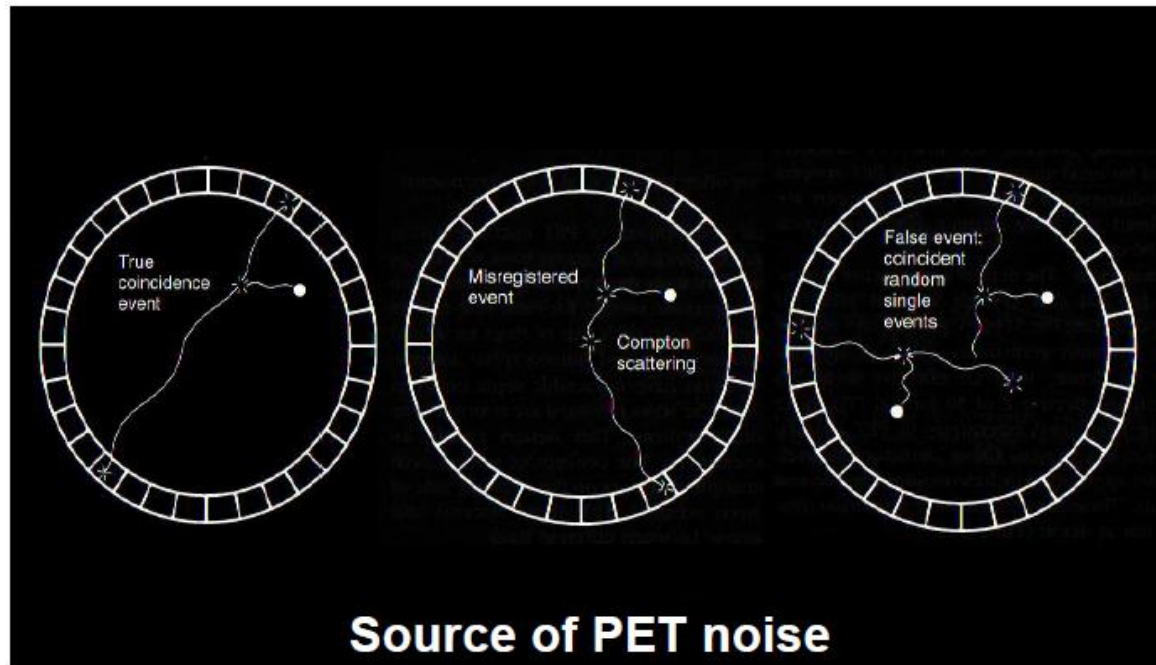 True
coincidence
event
Misregistered
event
Compton
scattering
False event:
coincident
random
single
events
Source of PET noise